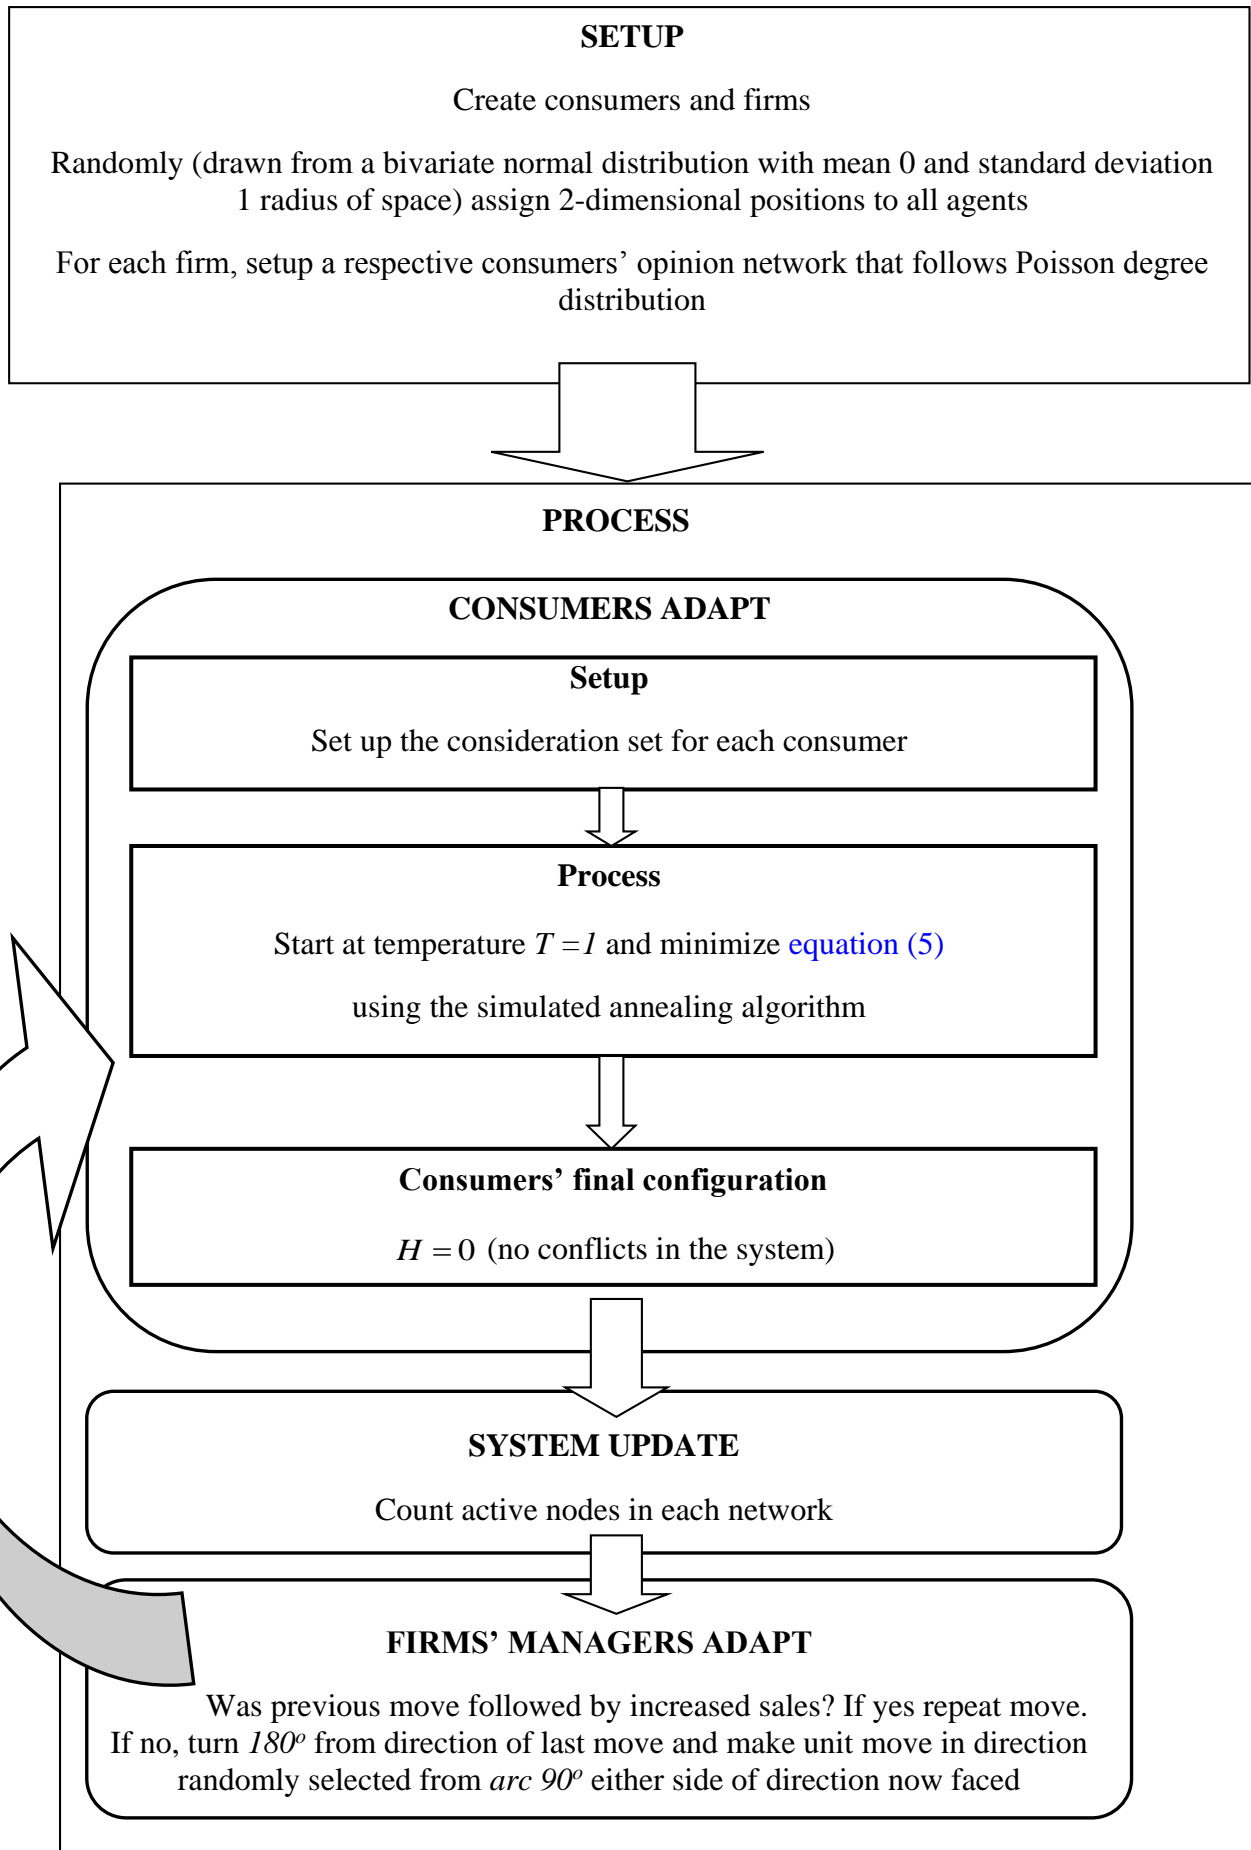 SETUP
Create consumers and firms
Randomly (drawn from a bivariate normal distribution with mean 0 and standard deviation
1 radius of space) assign 2-dimensional positions to all agents
For each firm, setup a respective consumers’ opinion network that follows Poisson degree
distribution
PROCESS
CONSUMERS ADAPT
Setup
Set up the consideration set for each consumer
Process
Start at temperature T =1 and minimize equation (5)
using the simulated annealing algorithm
Consumers’ final configuration
H = 0 (no conflicts in the system)
SYSTEM UPDATE
Count active nodes in each network
FIRMS’ MANAGERS ADAPT
Was previous move followed by increased sales? If yes repeat move.
If no, turn 180º from direction of last move and make unit move in direction
randomly selected from arc 90º either side of direction now faced